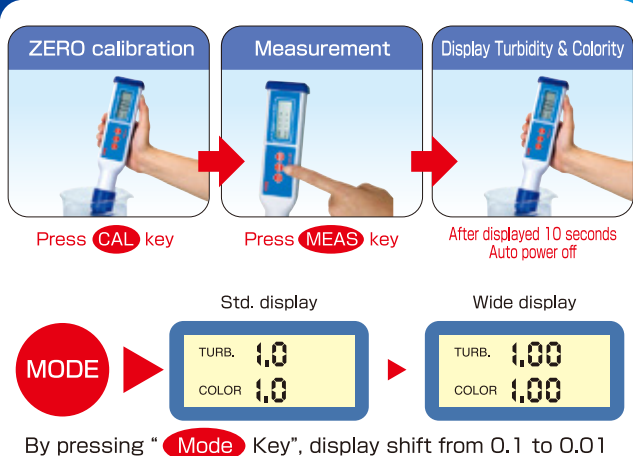 ZERO calibration
Measurement
Display Turbidity & Colority
Press CAL key
Press MEAS key
After displayed 10 seconds
Auto power off
Std. display
Wide display
MODE
TURB. 1.0
COLOR 1.0
TURB. 1.00
COLOR 1.00
By pressing “ Mode Key”, display shift from 0.1 to 0.01